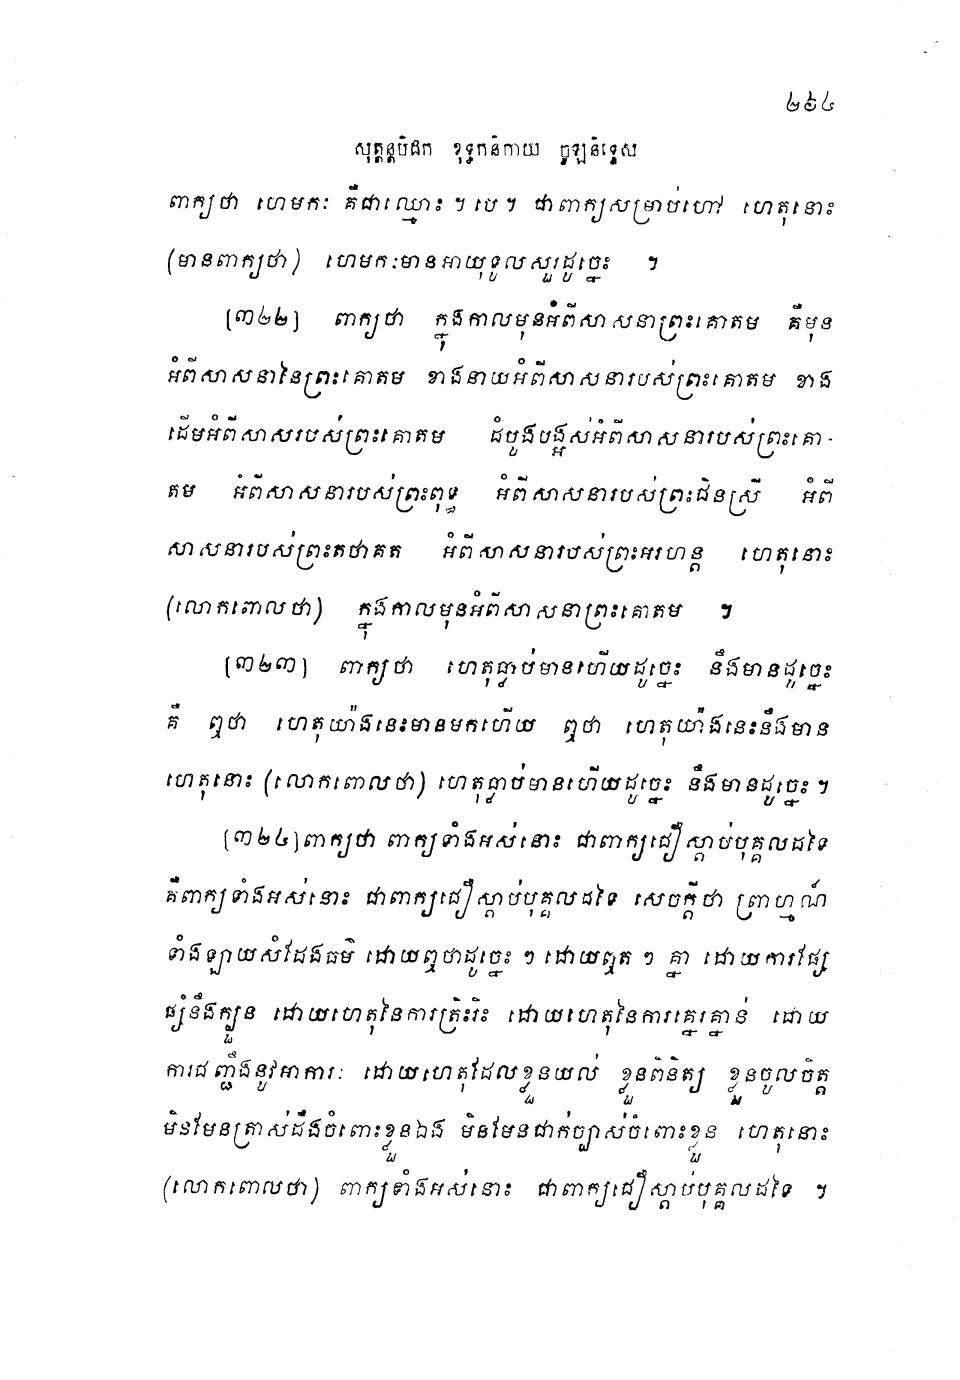 ២៦៤
សុត្តន្តបិដក ខុទ្ទកនិកាយ ចូឡនិទ្ទេស
ពាក្យថា ហេមកៈ គឺជាឈ្មោះ ។ បេ ។ ជាពាក្យសម្រាប់ហៅ ហេតុនោះ
(មានពាក្យថា) ហេមកៈមានអាយុទូលសួរដូច្នេះ ។
[៣២២] ពាក្យថា ក្នុងកាលមុនអំពីសាសនាព្រះគោតម គឺមុន
អំពីសាសនានៃព្រះគោតម ខាងនាយអំពីសាសនារបស់ព្រះគោតម ខាង
ដើមអំពីសាសរបស់ព្រះគោតម ដំបូងបង្អស់អំពីសាសនារបស់ព្រះគោ-
តម អំពីសាសនារបស់ព្រះពុទ្ធ អំពីសាសនារបស់ព្រះជិនស្រី អំពី
សាសនារបស់ព្រះតថាគត អំពីសាសនារបស់ព្រះអរហន្ត ហេតុនោះ
(លោកពោលថា) ក្នុងកាលមុនអំពីសាសនាព្រះគោតម ។
[៣២៣] ពាក្យថា ហេតុធ្លាប់មានហើយដូច្នេះ នឹងមានដូច្នេះ
គឺ ឮថា ហេតុយ៉ាងនេះមានមកហើយ ឮថា ហេតុយ៉ាងនេះនឹងមាន
ហេតុនោះ (លោកពោលថា) ហេតុធ្លាប់មានហើយដូច្នេះ នឹងមានដូច្នេះ ។
[៣២៤] ពាក្យថា ពាក្យទាំងអស់នោះ ជាពាក្យជឿស្តាប់បុគ្គលដទៃ
គឺពាក្យទាំងអស់នោះ ជាពាក្យជឿស្តាប់បុគ្គលដទៃ សេចក្តីថា ព្រាហ្មណ៍
ទាំងឡាយសំដែងធម៌ ដោយឮថាដូច្នេះ ៗ ដោយឮត ៗ គ្នា ដោយការផ្សែ
ផ្សំនឹងក្បួន ដោយហេតុនៃការត្រិះរិះ ដោយហេតុនៃការគ្នេរគ្នាន់ ដោយ
ការជញ្ជឹងនូវអាការៈ ដោយហេតុដែលខ្លួនយល់ ខ្លួនពិនិត្យ ខ្លួនចូលចិត្ត
មិនមែនត្រាស់ដឹងចំពោះខ្លួនឯង មិនមែនជាក់ច្បាស់ចំពោះខ្លួន ហេតុនោះ
(លោកពោលថា) ពាក្យទាំងអស់នោះ ជាពាក្យជឿស្តាប់បុគ្គលដទៃ ។